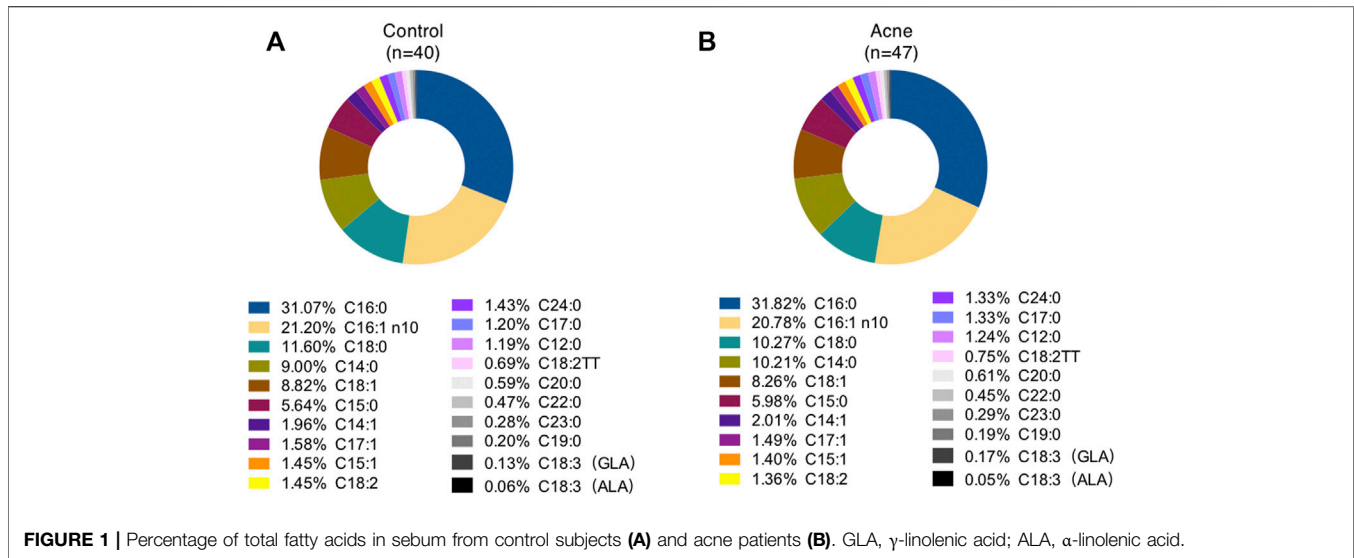 A
Control
(n=40)
31.07% C16:0
21.20% C16:1 n10
11.60% C18:0
9.00% C14:0
8.82% C18:1
5.64% C15:0
1.96% C14:1
1.58% C17:1
1.45% C15:1
1.45% C18:2
1.43% C24:0
1.20% C17:0
1.19% C12:0
0.69% C18:2TT
0.59% C20:0
0.47% C22:0
0.28% C23:0
0.20% C19:0
0.13% C18:3 (GLA)
0.06% C18:3 (ALA)
B
Acne
(n=47)
31.82% C16:0
20.78% C16:1 n10
10.27% C18:0
10.21% C14:0
8.26% C18:1
5.98% C15:0
2.01% C14:1
1.49% C17:1
1.40% C15:1
1.36% C18:2
1.33% C24:0
1.33% C17:0
1.24% C12:0
0.75% C18:2TT
0.61% C20:0
0.45% C22:0
0.29% C23:0
0.19% C19:0
0.17% C18:3 (GLA)
0.05% C18:3 (ALA)
FIGURE 1 | Percentage of total fatty acids in sebum from control subjects (A) and acne patients (B). GLA, γ-linolenic acid; ALA, α-linolenic acid.